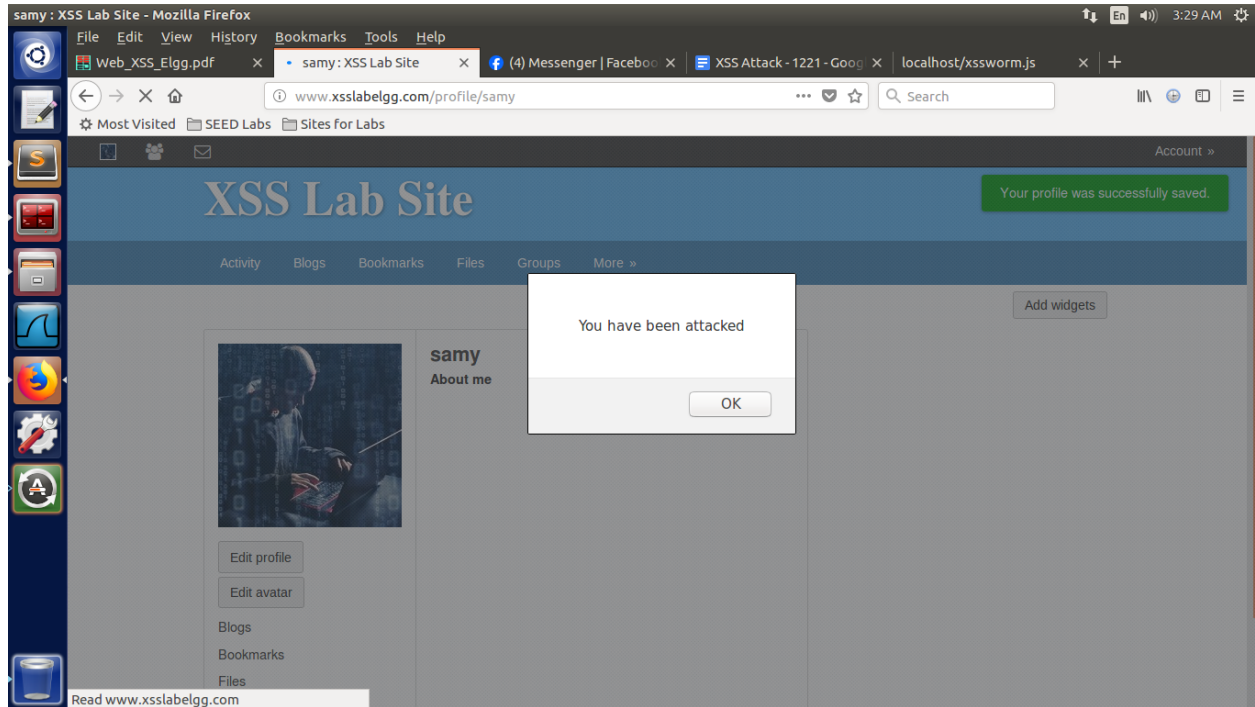 samy : XSS Lab Site - Mozilla Firefox
En 3:29 AM
File Edit View History Bookmarks Tools Help
Web_XSS_Elgg.pdf samy : XSS Lab Site (4) Messenger | Faceboo XSS Attack - 1221 - Goog localhost/xssworm.js
www.xsslabelgg.com/profile/samy Search
Most Visited SEED Labs Sites for Labs
Account »
XSS Lab Site
Your profile was successfully saved.
Activity Blogs Bookmarks Files Groups More »
Add widgets
You have been attacked
OK
samy
About me
Edit profile
Edit avatar
Blogs
Bookmarks
Files
Read www.xsslabelgg.com